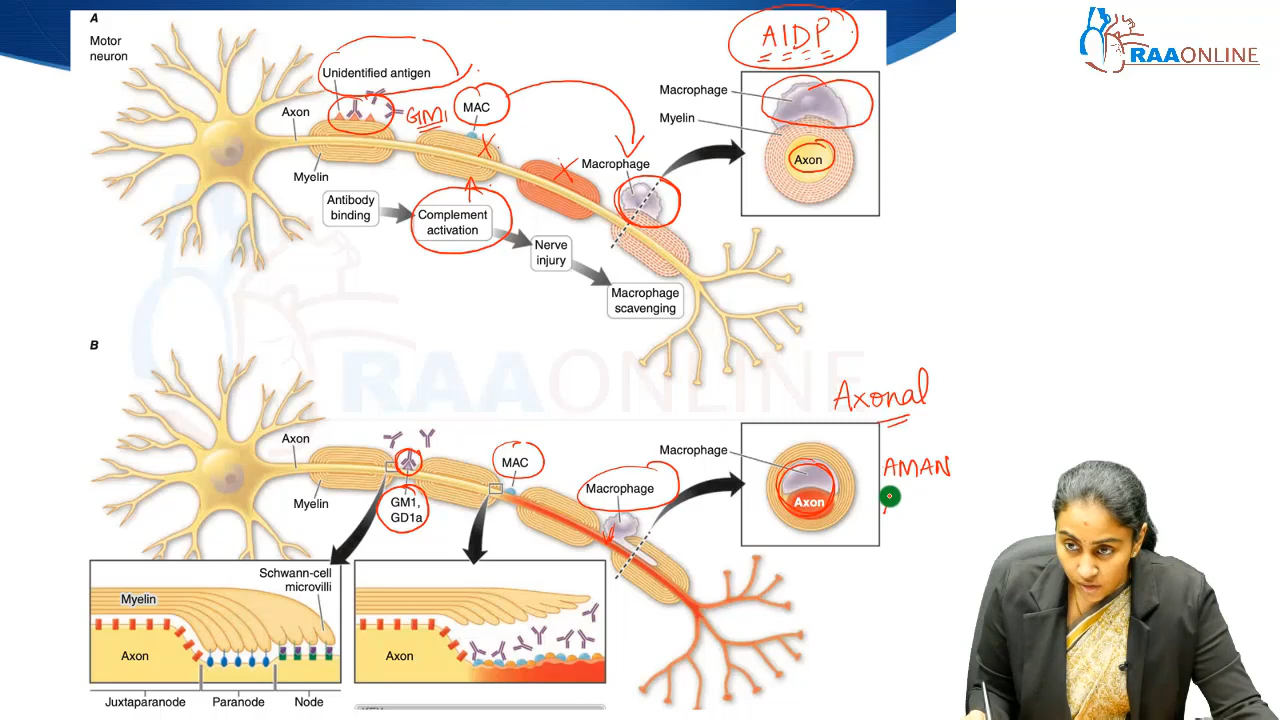 A
Motor
neuron
Unidentified antigen
Axon
GM1
MAC
Myelin
Macrophage
Antibody
binding
Complement
activation
Nerve
injury
Macrophage
scavenging
AIDP
Macrophage
Myelin
Axon
RAAONLINE
RAAONLINE
B
Axon
Myelin
GM1,
GD1a
MAC
Macrophage
Axonal
Macrophage
Axon
AMAN
Schwann-cell
microvilli
Myelin
Axon
Juxtaparanode
Paranode
Node
Axon